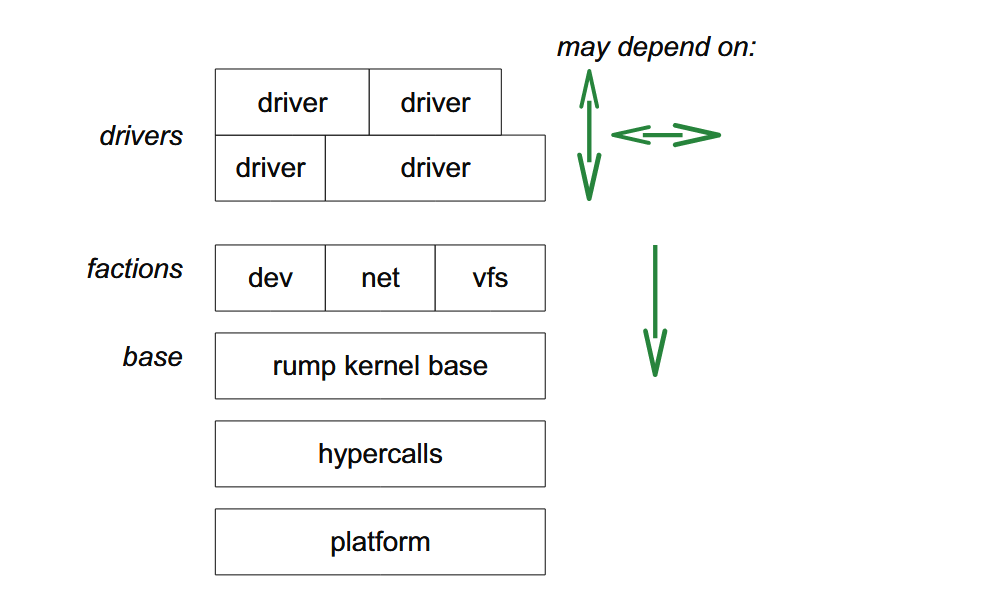 may depend on:
driver driver
drivers
driver driver
factions
dev net vfs
base
rump kernel base
hypercalls
platform